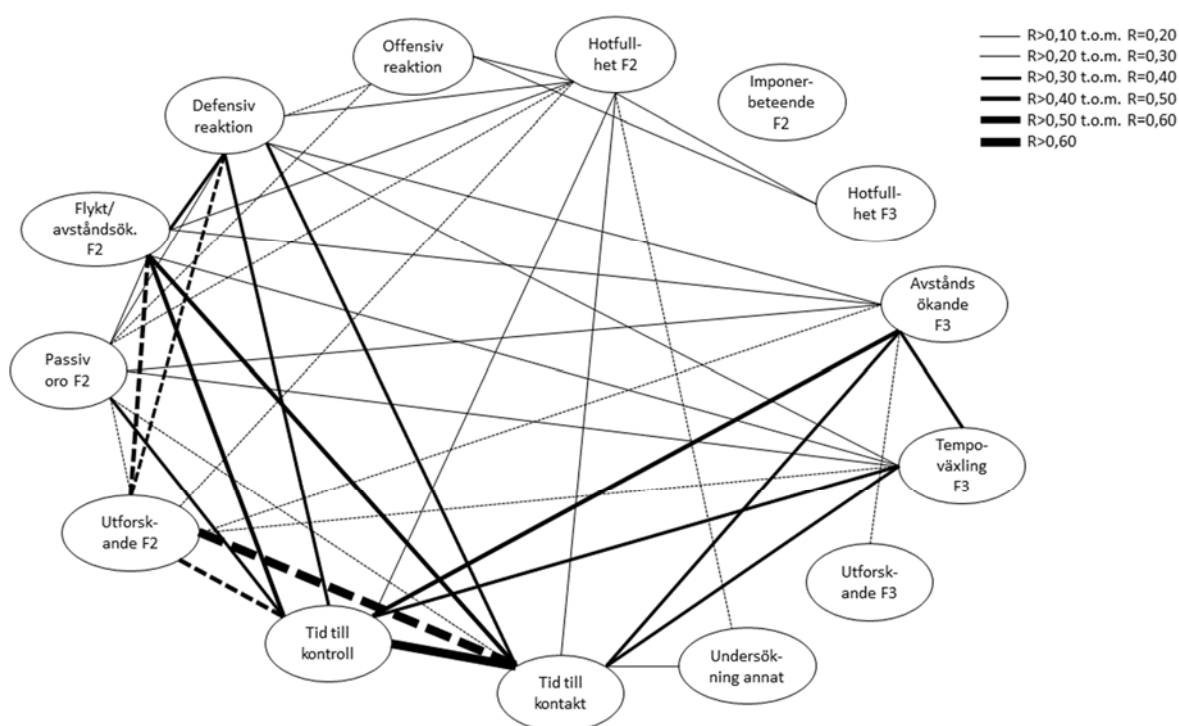 Offensiv
reaktion
Hotfull-
het F2
Imponer-
beteende
F2
Defensiv
reaktion
Hotfull-
het F3
Flykt/
avståndsök.
F2
Avstånds
ökande
F3
Passiv
oro F2
Tempo-
växling
F3
Utforsk-
ande F2
Utforsk-
ande F3
Tid till
kontroll
Tid till
kontakt
Undersök-
ning annat
R>0,10 t.o.m. R=0,20
R>0,20 t.o.m. R=0,30
R>0,30 t.o.m. R=0,40
R>0,40 t.o.m. R=0,50
R>0,50 t.o.m. R=0,60
R>0,60